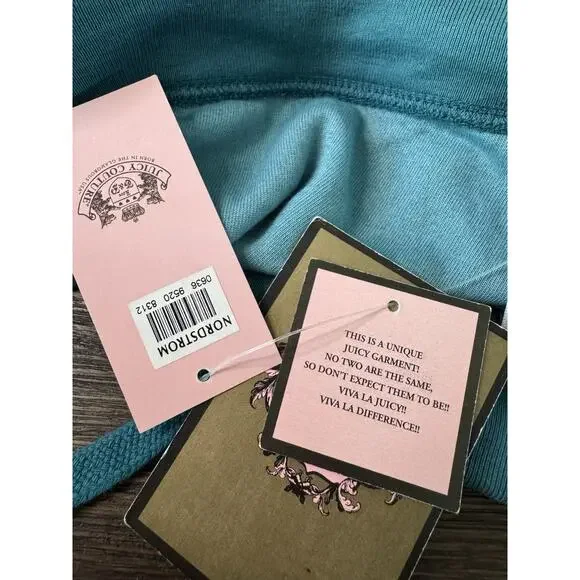 JUICY COUTURE
BORN IN THE GLAMOROUS USA
0636 9520 8312
NORDSTROM
THIS IS A UNIQUE
JUICY GARMENT!
NO TWO ARE THE SAME,
SO DON'T EXPECT THEM TO BE!!
VIVA LA JUICY!!
VIVA LA DIFFERENCE!!